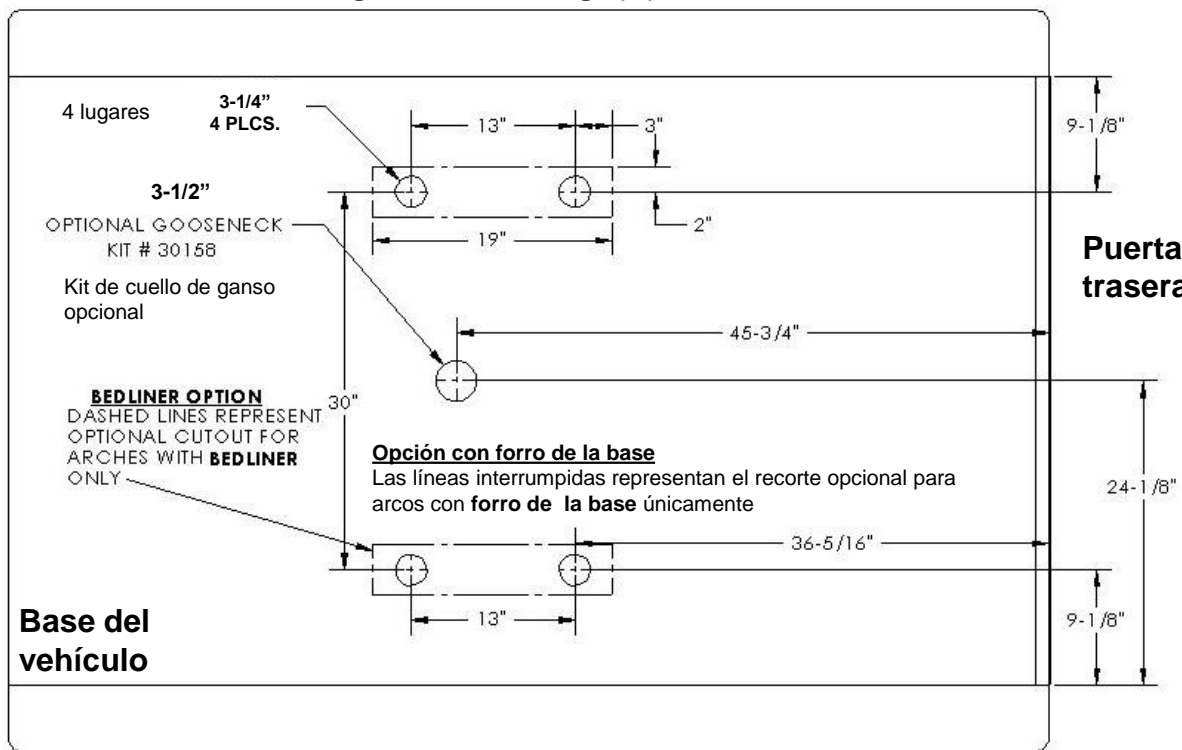 4 lugares
3-1/4”
4 PLCS.
13"
3"
9-1/8"
3-1/2”
OPTIONAL GOOSENECK
KIT # 30158
2"
19"
Kit de cuello de ganso
opcional
Puerta
trasera
45-3/4"
BEDLINER OPTION
DASHED LINES REPRESENT
OPTIONAL CUTOUT FOR
ARCHES WITH BEDLINER
ONLY
30"
Opción con forro de la base
Las líneas interrumpidas representan el recorte opcional para
arcos con forro de la base únicamente
24-1/8"
36-5/16"
13"
9-1/8"
Base del
vehículo